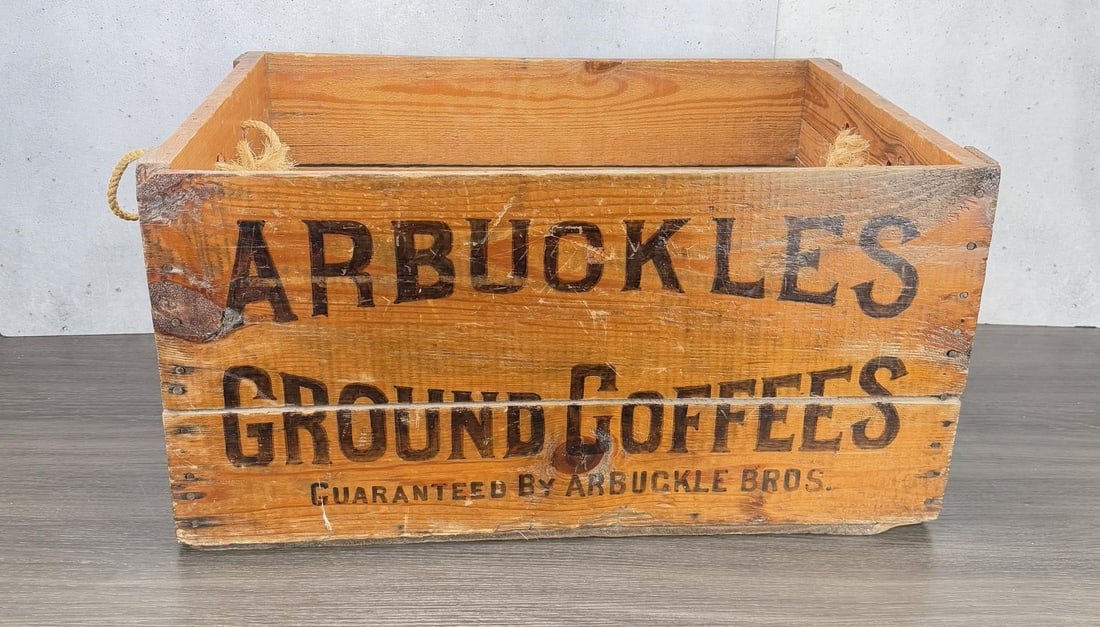 ARBUCKLES
GROUND COFFEES
GUARANTEED BY ARBUCKLE BROS.